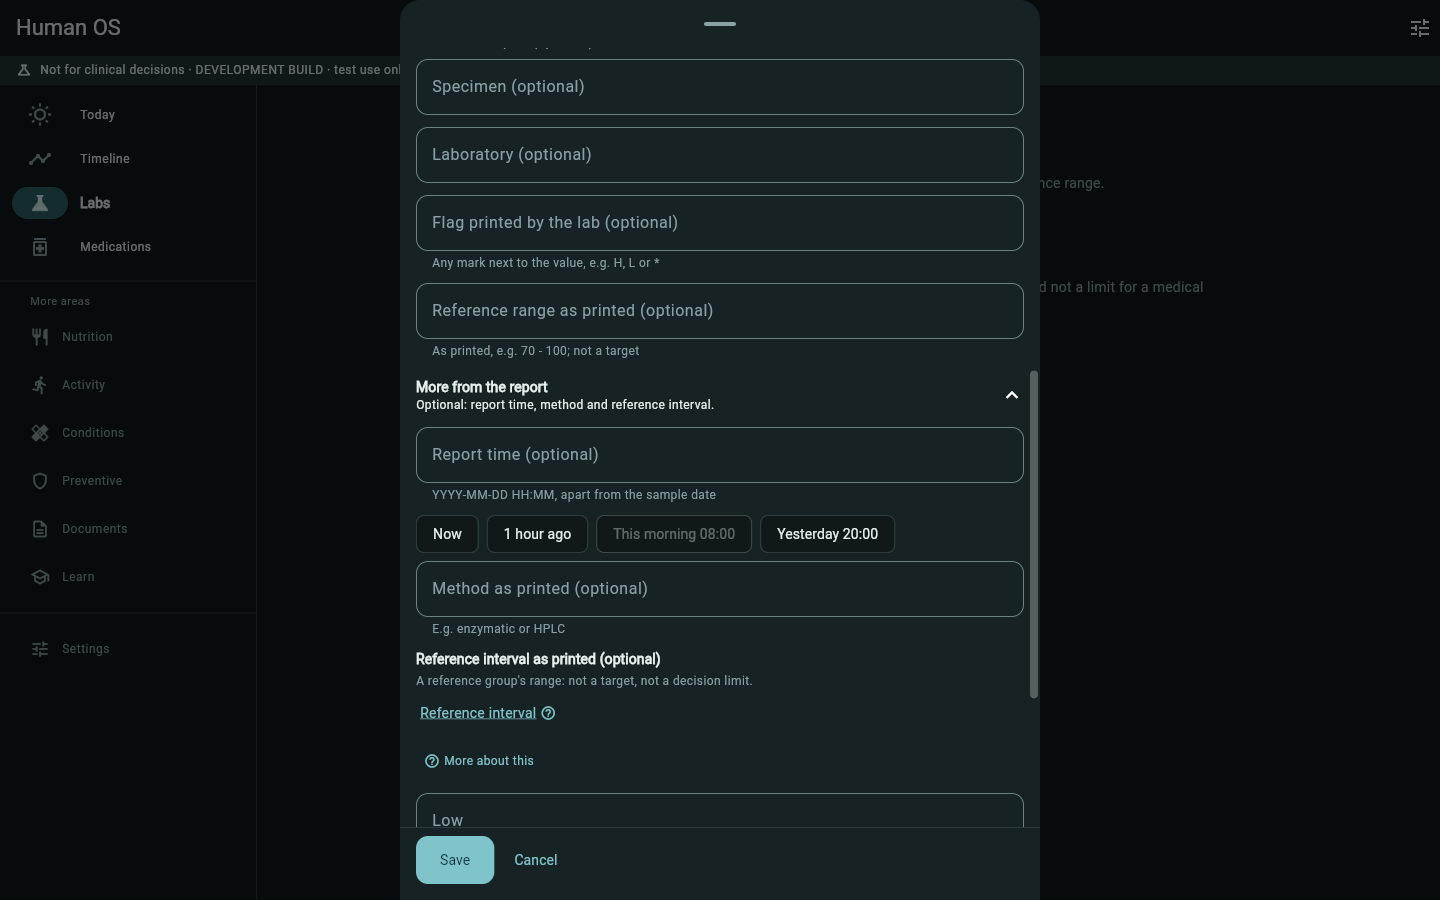 Human OS
Not for clinical decisions · DEVELOPMENT BUILD · test use onl
Today
Timeline
Labs
Medications
More areas
Nutrition
Activity
Conditions
Preventive
Documents
Learn
Settings
nce range.
d not a limit for a medical
Specimen (optional)
Laboratory (optional)
Flag printed by the lab (optional)
Any mark next to the value, e.g. H, L or *
Reference range as printed (optional)
As printed, e.g. 70 - 100; not a target
More from the report
Optional: report time, method and reference interval.
Report time (optional)
YYYY-MM-DD HH:MM, apart from the sample date
Now
1 hour ago
This morning 08:00
Yesterday 20:00
Method as printed (optional)
E.g. enzymatic or HPLC
Reference interval as printed (optional)
A reference group's range: not a target, not a decision limit.
Reference interval
More about this
Low
Save
Cancel